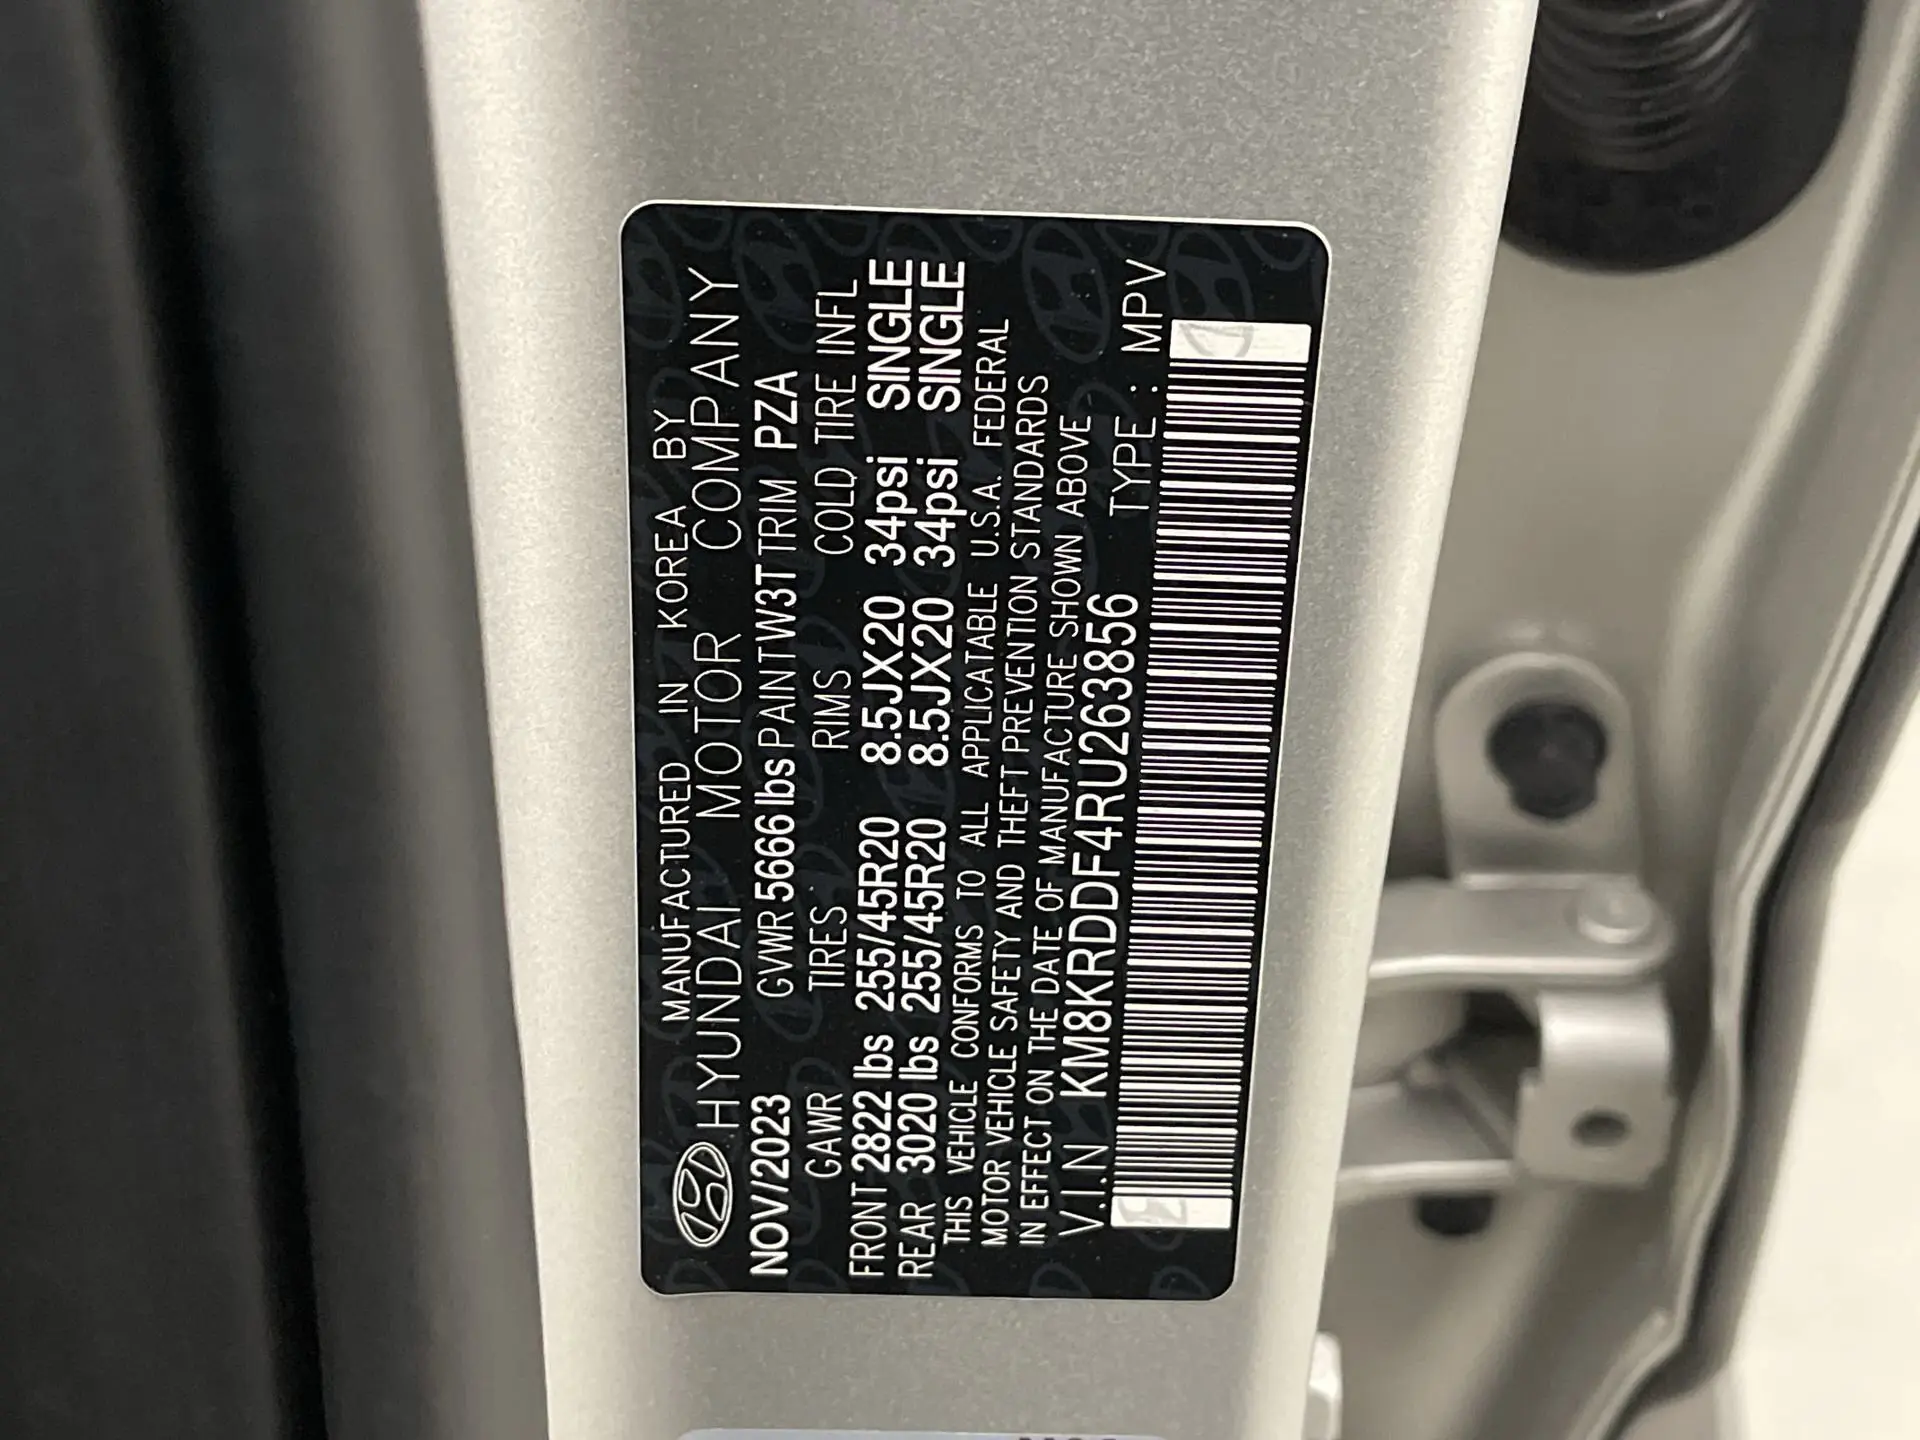 MANUFACTURED IN KOREA BY
HYUNDAI MOTOR COMPANY
NOV/2023 GVWR 5666 lbs PAINT W3T TRIM PZA
GAWR TIRES RIMS COLD TIRE INFL
FRONT 2822 lbs 255/45R20 8.5JX20 34psi SINGLE
REAR 3020 lbs 255/45R20 8.5JX20 34psi SINGLE
THIS VEHICLE CONFORMS TO ALL APPLICATABLE U.S.A. FEDERAL
MOTOR VEHICLE SAFETY AND THEFT PREVENTION STANDARDS
IN EFFECT ON THE DATE OF MANUFACTURE SHOWN ABOVE
V.I.N KM8KRDDF4RU263856 TYPE : MPV